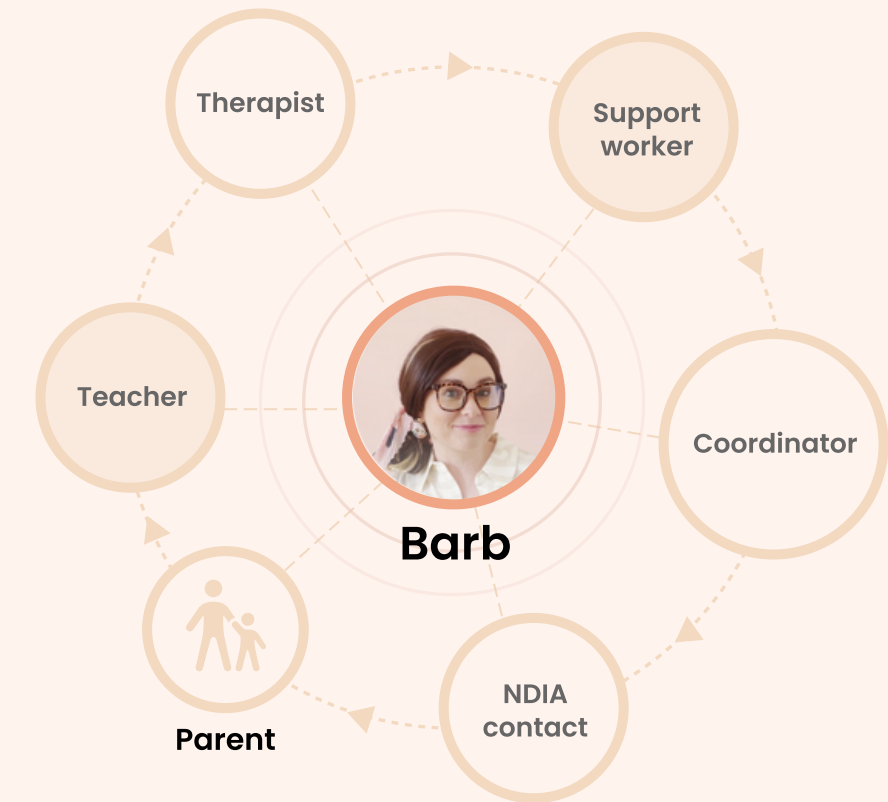 Therapist
Support
worker
Teacher
Coordinator
Barb
NDIA
contact
Parent